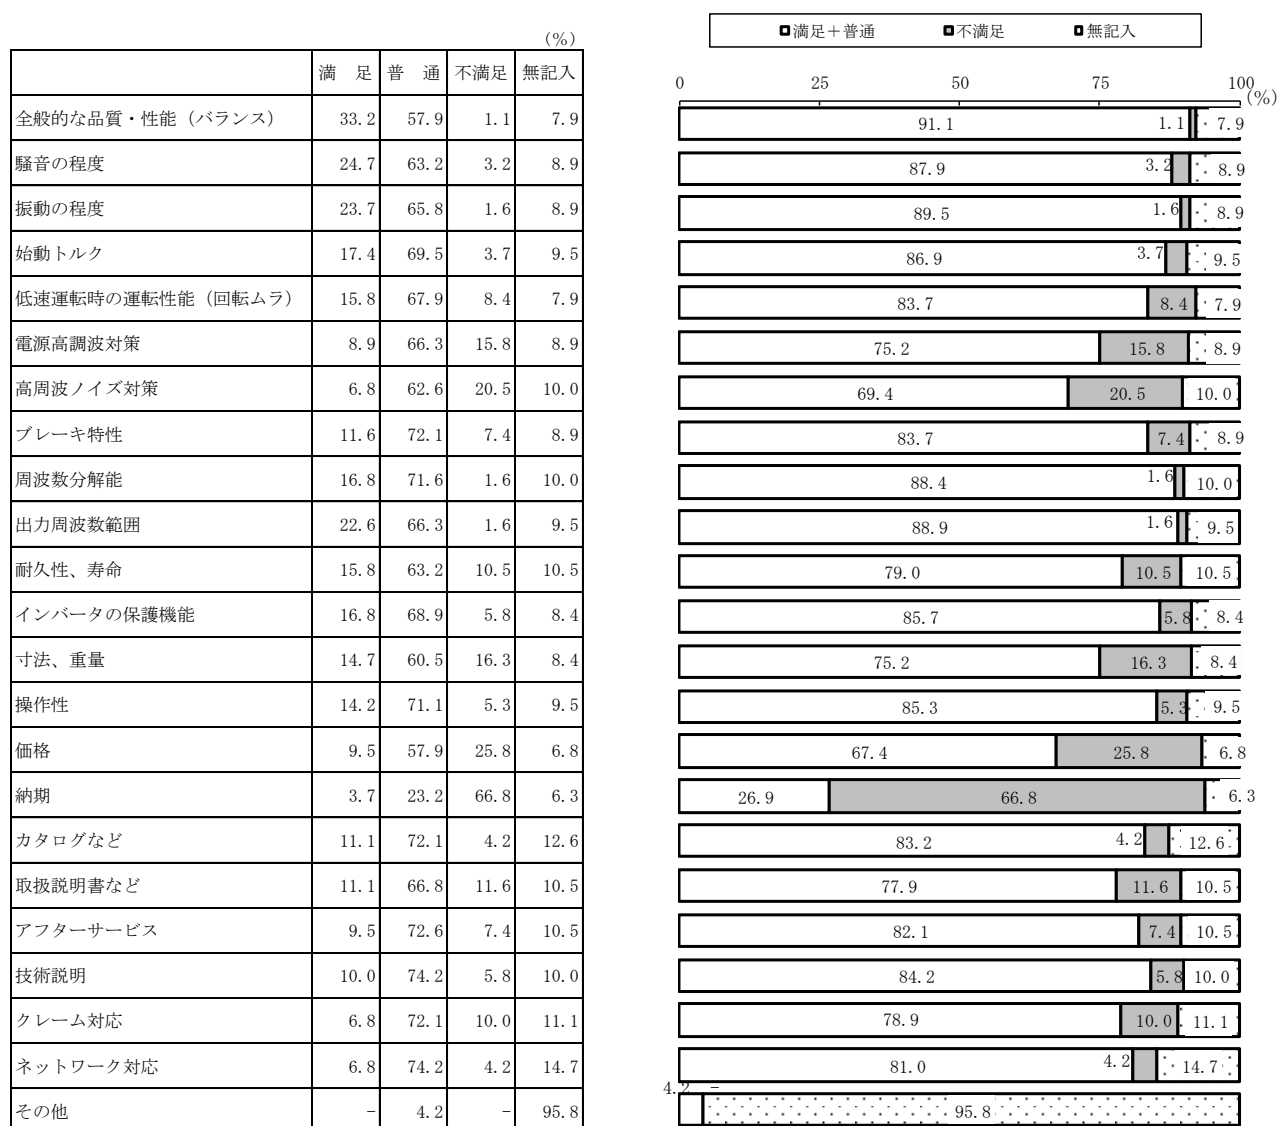 (%)
満　足 普　通 不満足 無記入
全般的な品質・性能（バランス） 33.2 57.9 1.1 7.9
騒音の程度 24.7 63.2 3.2 8.9
振動の程度 23.7 65.8 1.6 8.9
始動トルク 17.4 69.5 3.7 9.5
低速運転時の運転性能（回転ムラ） 15.8 67.9 8.4 7.9
電源高調波対策 8.9 66.3 15.8 8.9
高周波ノイズ対策 6.8 62.6 20.5 10.0
ブレーキ特性 11.6 72.1 7.4 8.9
周波数分解能 16.8 71.6 1.6 10.0
出力周波数範囲 22.6 66.3 1.6 9.5
耐久性、寿命 15.8 63.2 10.5 10.5
インバータの保護機能 16.8 68.9 5.8 8.4
寸法、重量 14.7 60.5 16.3 8.4
操作性 14.2 71.1 5.3 9.5
価格 9.5 57.9 25.8 6.8
納期 3.7 23.2 66.8 6.3
カタログなど 11.1 72.1 4.2 12.6
取扱説明書など 11.1 66.8 11.6 10.5
アフターサービス 9.5 72.6 7.4 10.5
技術説明 10.0 74.2 5.8 10.0
クレーム対応 6.8 72.1 10.0 11.1
ネットワーク対応 6.8 74.2 4.2 14.7
その他 － 4.2 － 95.8
満足＋普通 不満足 無記入
0 25 50 75 100
(%)
91.1 1.1 7.9
87.9 3.2 8.9
89.5 1.6 8.9
86.9 3.7 9.5
83.7 8.4 7.9
75.2 15.8 8.9
69.4 20.5 10.0
83.7 7.4 8.9
88.4 1.6 10.0
88.9 1.6 9.5
79.0 10.5 10.5
85.7 5.8 8.4
75.2 16.3 8.4
85.3 5.3 9.5
67.4 25.8 6.8
26.9 66.8 6.3
83.2 4.2 12.6
77.9 11.6 10.5
82.1 7.4 10.5
84.2 5.8 10.0
78.9 10.0 11.1
81.0 4.2 14.7
4.2 － 95.8